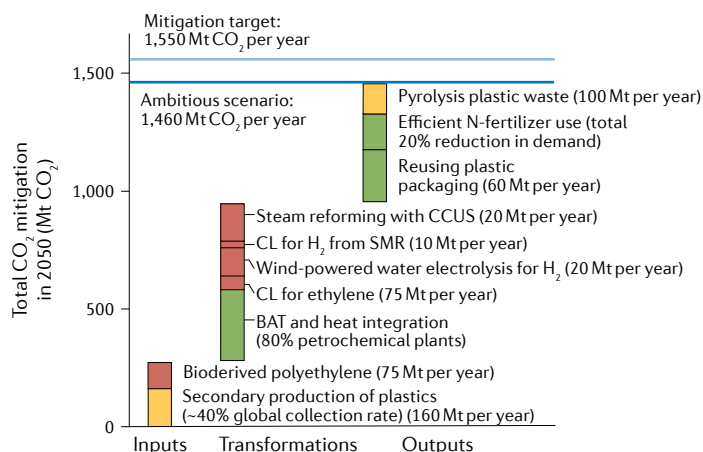 Mitigation target:
1,550 Mt CO2 per year
1,500
Ambitious scenario:
1,460 Mt CO2 per year
Pyrolysis plastic waste (100 Mt per year)
Efficient N-fertilizer use (total
20% reduction in demand)
Reusing plastic
packaging (60 Mt per year)
1,000
Total CO2 mitigation
in 2050 (Mt CO2)
Steam reforming with CCUS (20 Mt per year)
CL for H2 from SMR (10 Mt per year)
Wind-powered water electrolysis for H2 (20 Mt per year)
CL for ethylene (75 Mt per year)
500
BAT and heat integration
(80% petrochemical plants)
Bioderived polyethylene (75 Mt per year)
Secondary production of plastics
(~40% global collection rate) (160 Mt per year)
0
Inputs Transformations Outputs